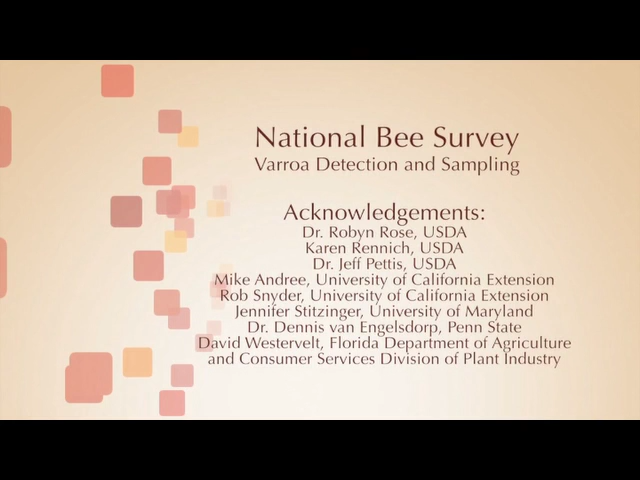 National Bee Survey
Varroa Detection and Sampling
Acknowledgements:
Dr. Robyn Rose, USDA
Karen Rennich, USDA
Dr. Jeff Pettis, USDA
Mike Andree, University of California Extension
Rob Snyder, University of California Extension
Jennifer Stitzinger, University of Maryland
Dr. Dennis van Engelsdorp, Penn State
David Westervelt, Florida Department of Agriculture
and Consumer Services Division of Plant Industry